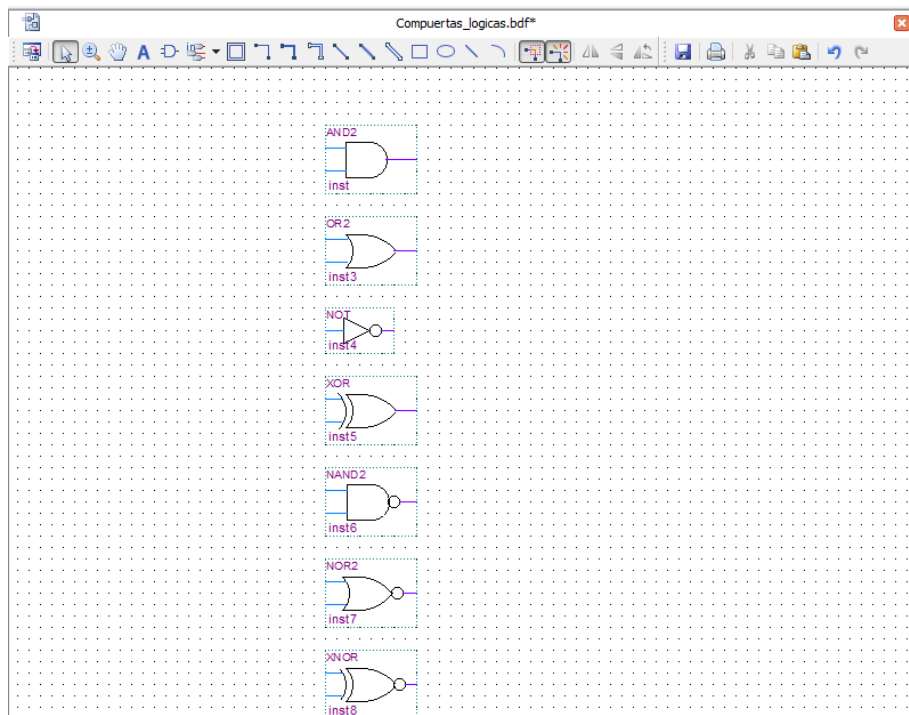 Compuertas_logicas.bdf*
A
AND2
inst
OR2
inst3
NOT
inst4
XOR
inst5
NAND2
inst6
NOR2
inst7
XNOR
inst8